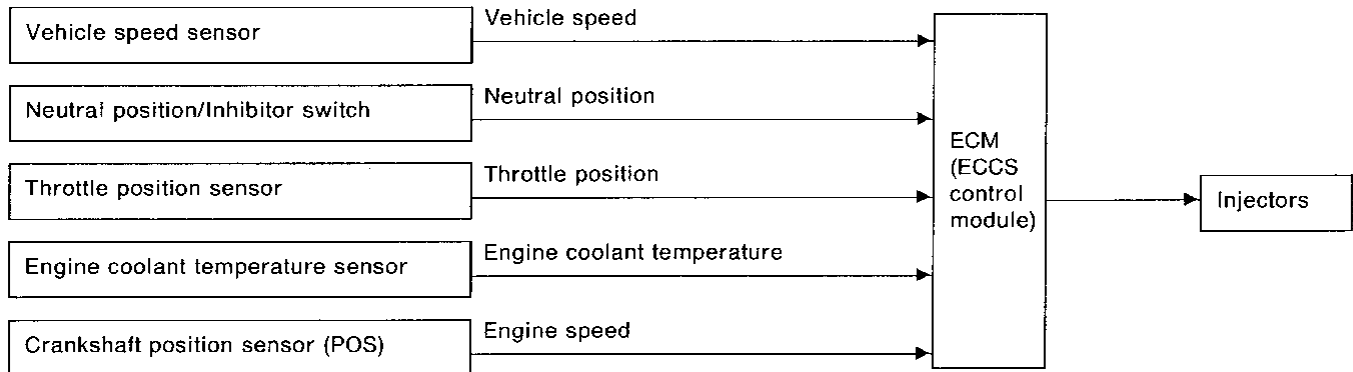 Vehicle speed sensor
Vehicle speed
Neutral position/Inhibitor switch
Neutral position
Throttle position sensor
Throttle position
Engine coolant temperature sensor
Engine coolant temperature
Crankshaft position sensor (POS)
Engine speed
ECM
(ECCS
control
module)
Injectors